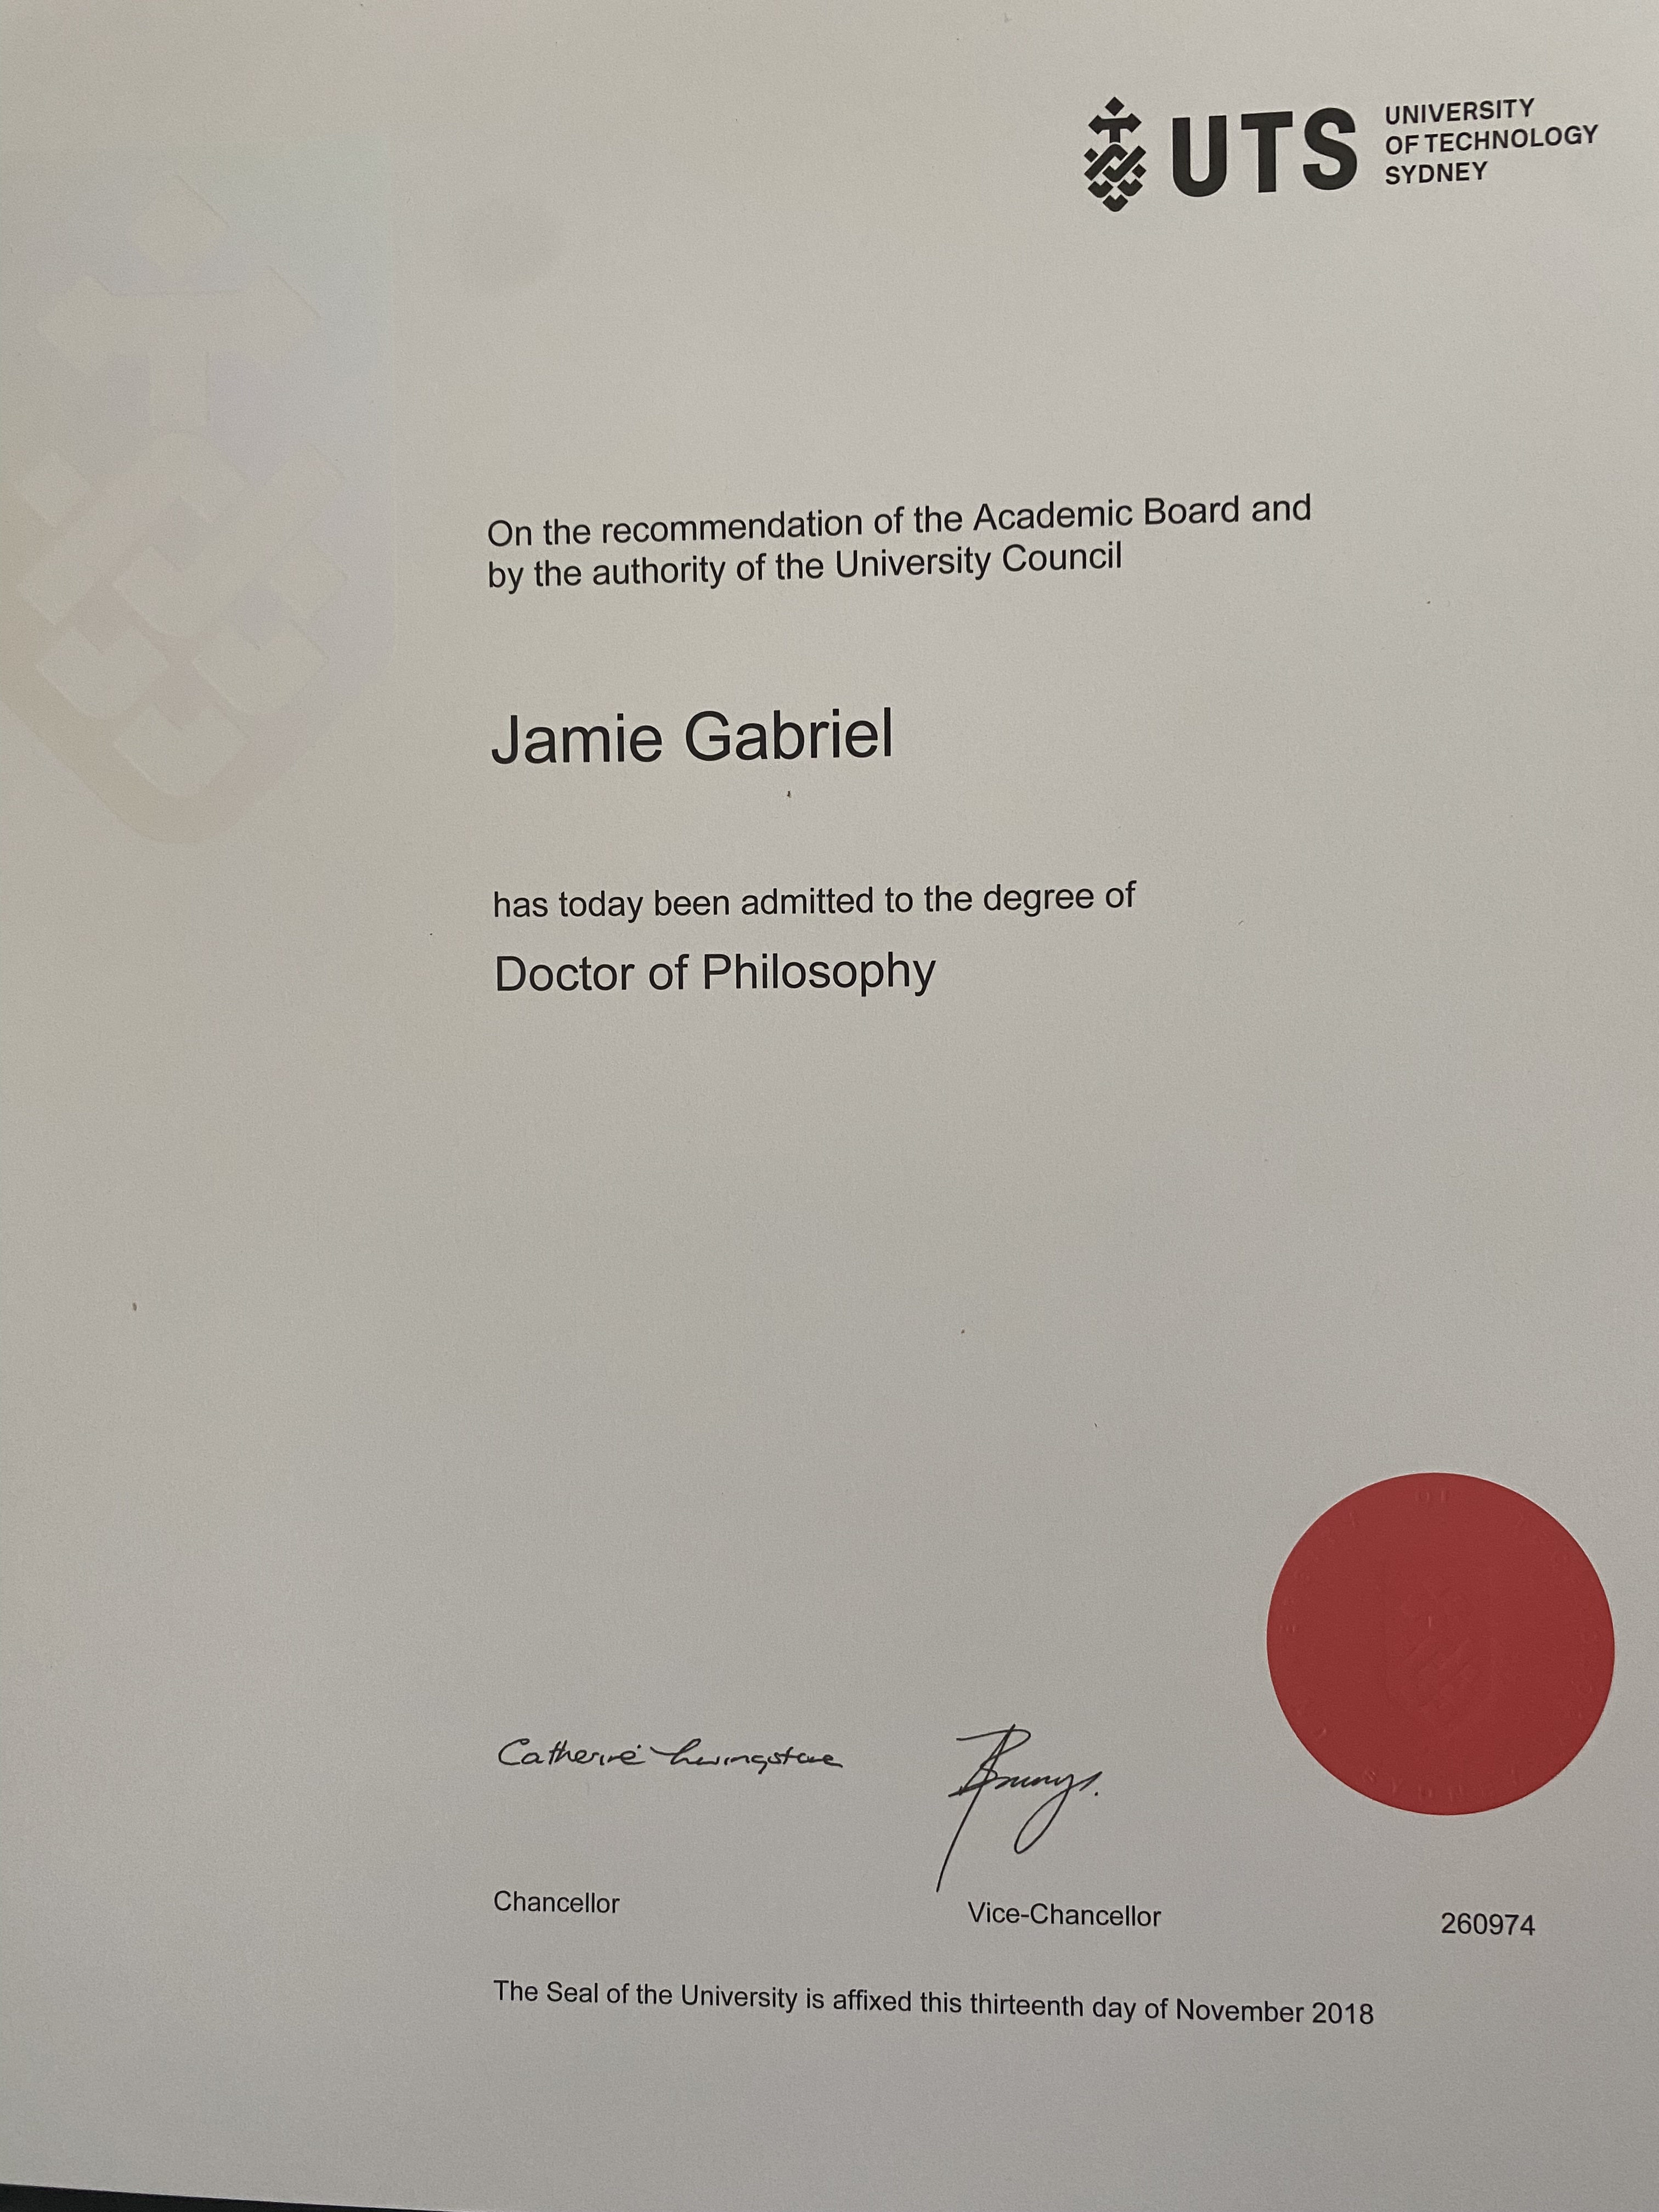 UTS
UNIVERSITY
OF TECHNOLOGY
SYDNEY
On the recommendation of the Academic Board and
by the authority of the University Council
Jamie Gabriel
has today been admitted to the degree of
Doctor of Philosophy
Catherine Livingstone
Chancellor
Vice-Chancellor
260974
The Seal of the University is affixed this thirteenth day of November 2018